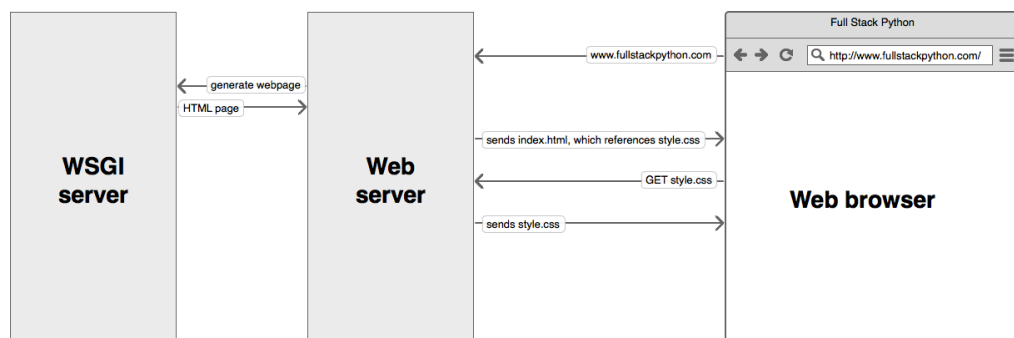 Full Stack Python
www.fullstackpython.com
http://www.fullstackpython.com/
generate webpage
HTML page
sends index.html, which references style.css
WSGI
server
Web
server
GET style.css
Web browser
sends style.css